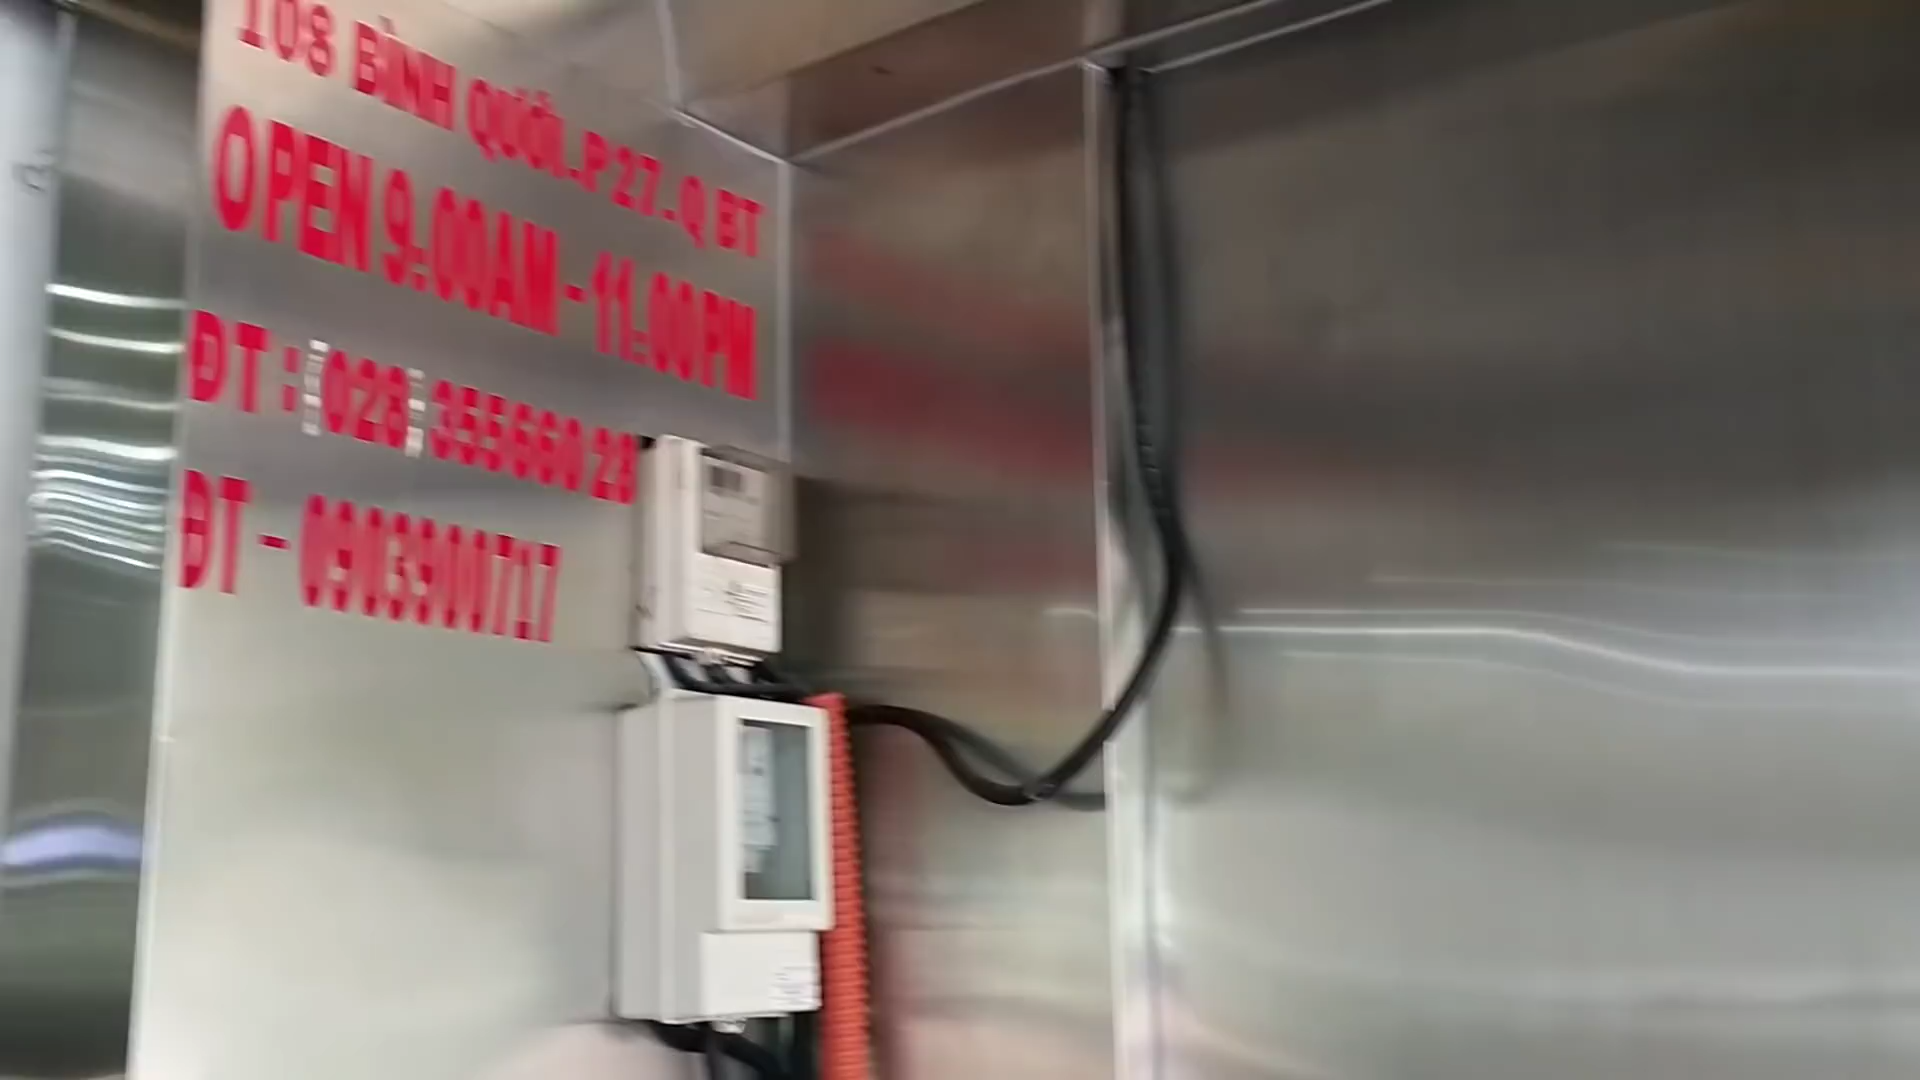 108 BÌNH QUỚI.P27.Q BT
OPEN 9:00AM-11:00PM
ĐT : (028) 355660 23
ĐT - 0903900717